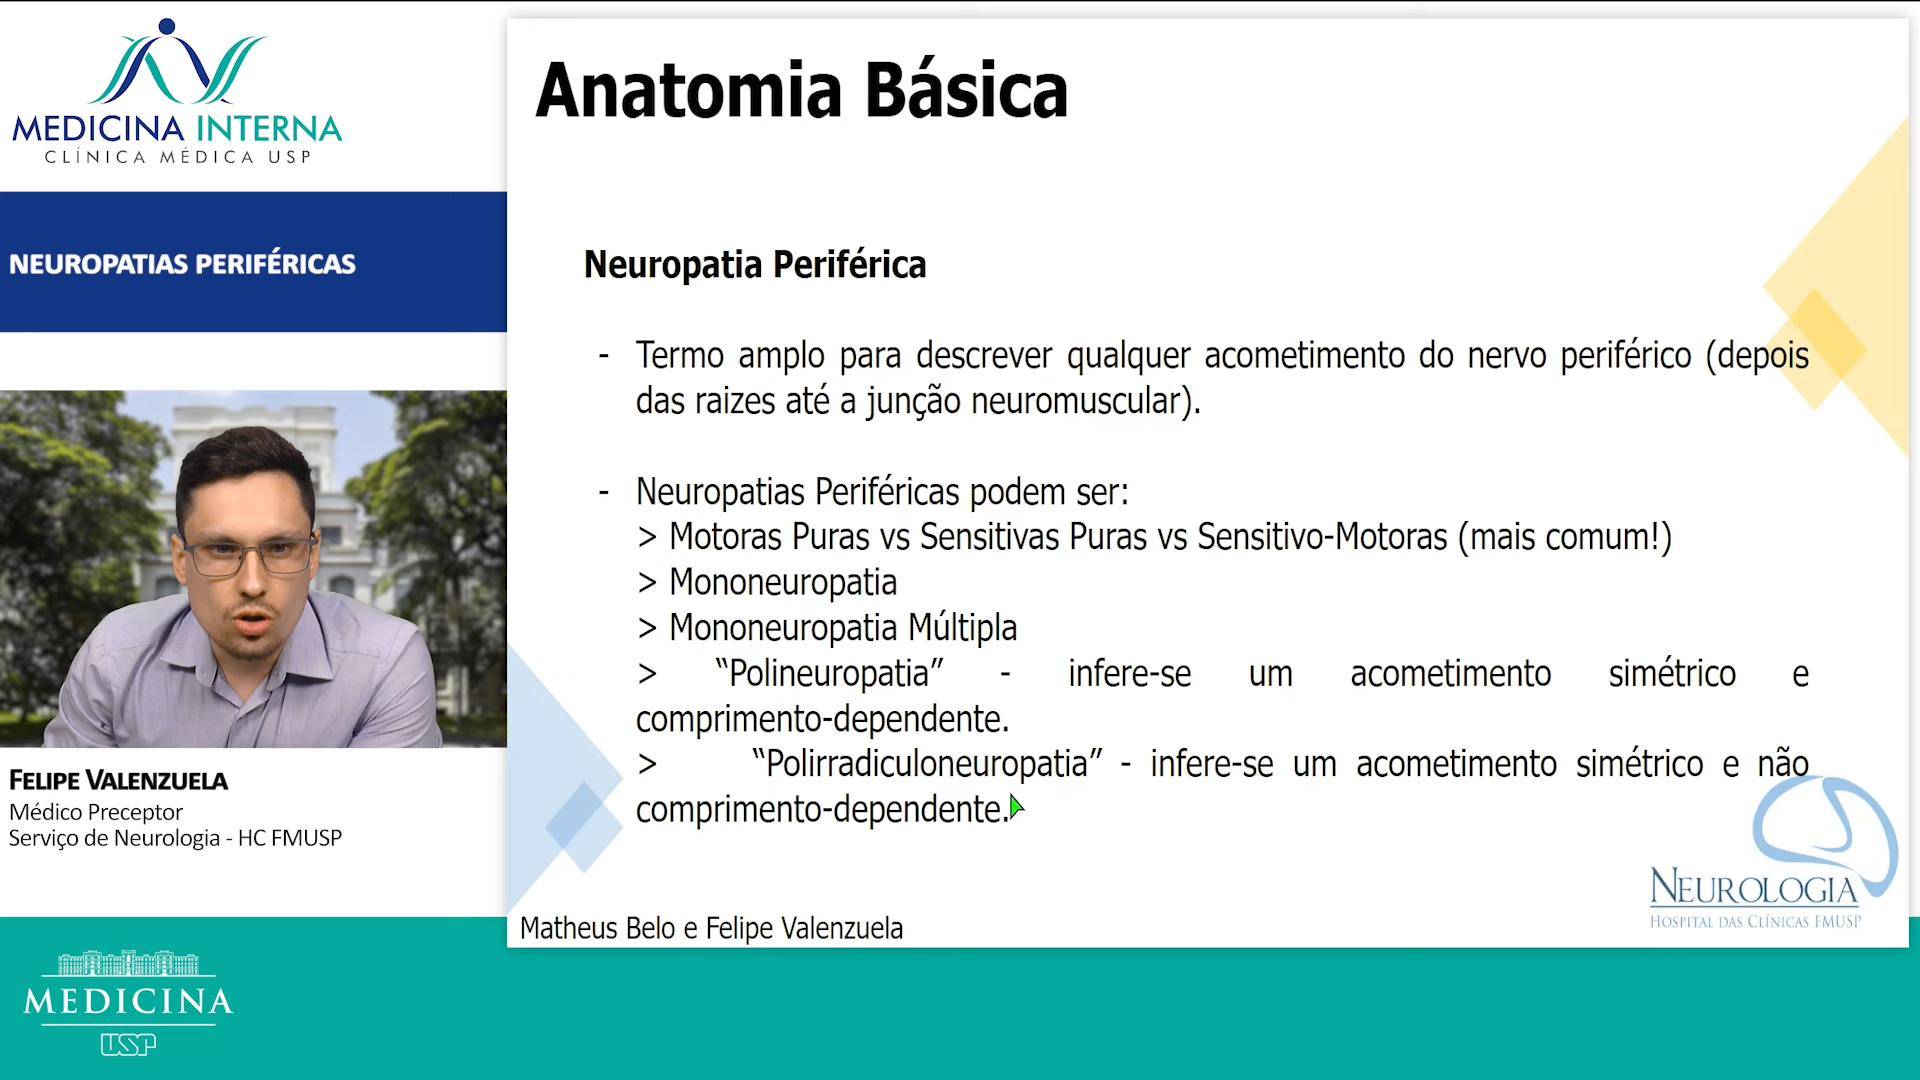 MEDICINA INTERNA
CLÍNICA MÉDICA USP
NEUROPATIAS PERIFÉRICAS
FELIPE VALENZUELA
Médico Preceptor
Serviço de Neurologia - HC FMUSP
MEDICINA
USP
Anatomia Básica
Neuropatia Periférica
- Termo amplo para descrever qualquer acometimento do nervo periférico (depois
das raizes até a junção neuromuscular).
- Neuropatias Periféricas podem ser:
> Motoras Puras vs Sensitivas Puras vs Sensitivo-Motoras (mais comum!)
> Mononeuropatia
> Mononeuropatia Múltipla
> “Polineuropatia” - infere-se um acometimento simétrico e
comprimento-dependente.
> “Polirradiculoneuropatia” - infere-se um acometimento simétrico e não
comprimento-dependente.
NEUROLOGIA
HOSPITAL DAS CLÍNICAS FMUSP
Matheus Belo e Felipe Valenzuela